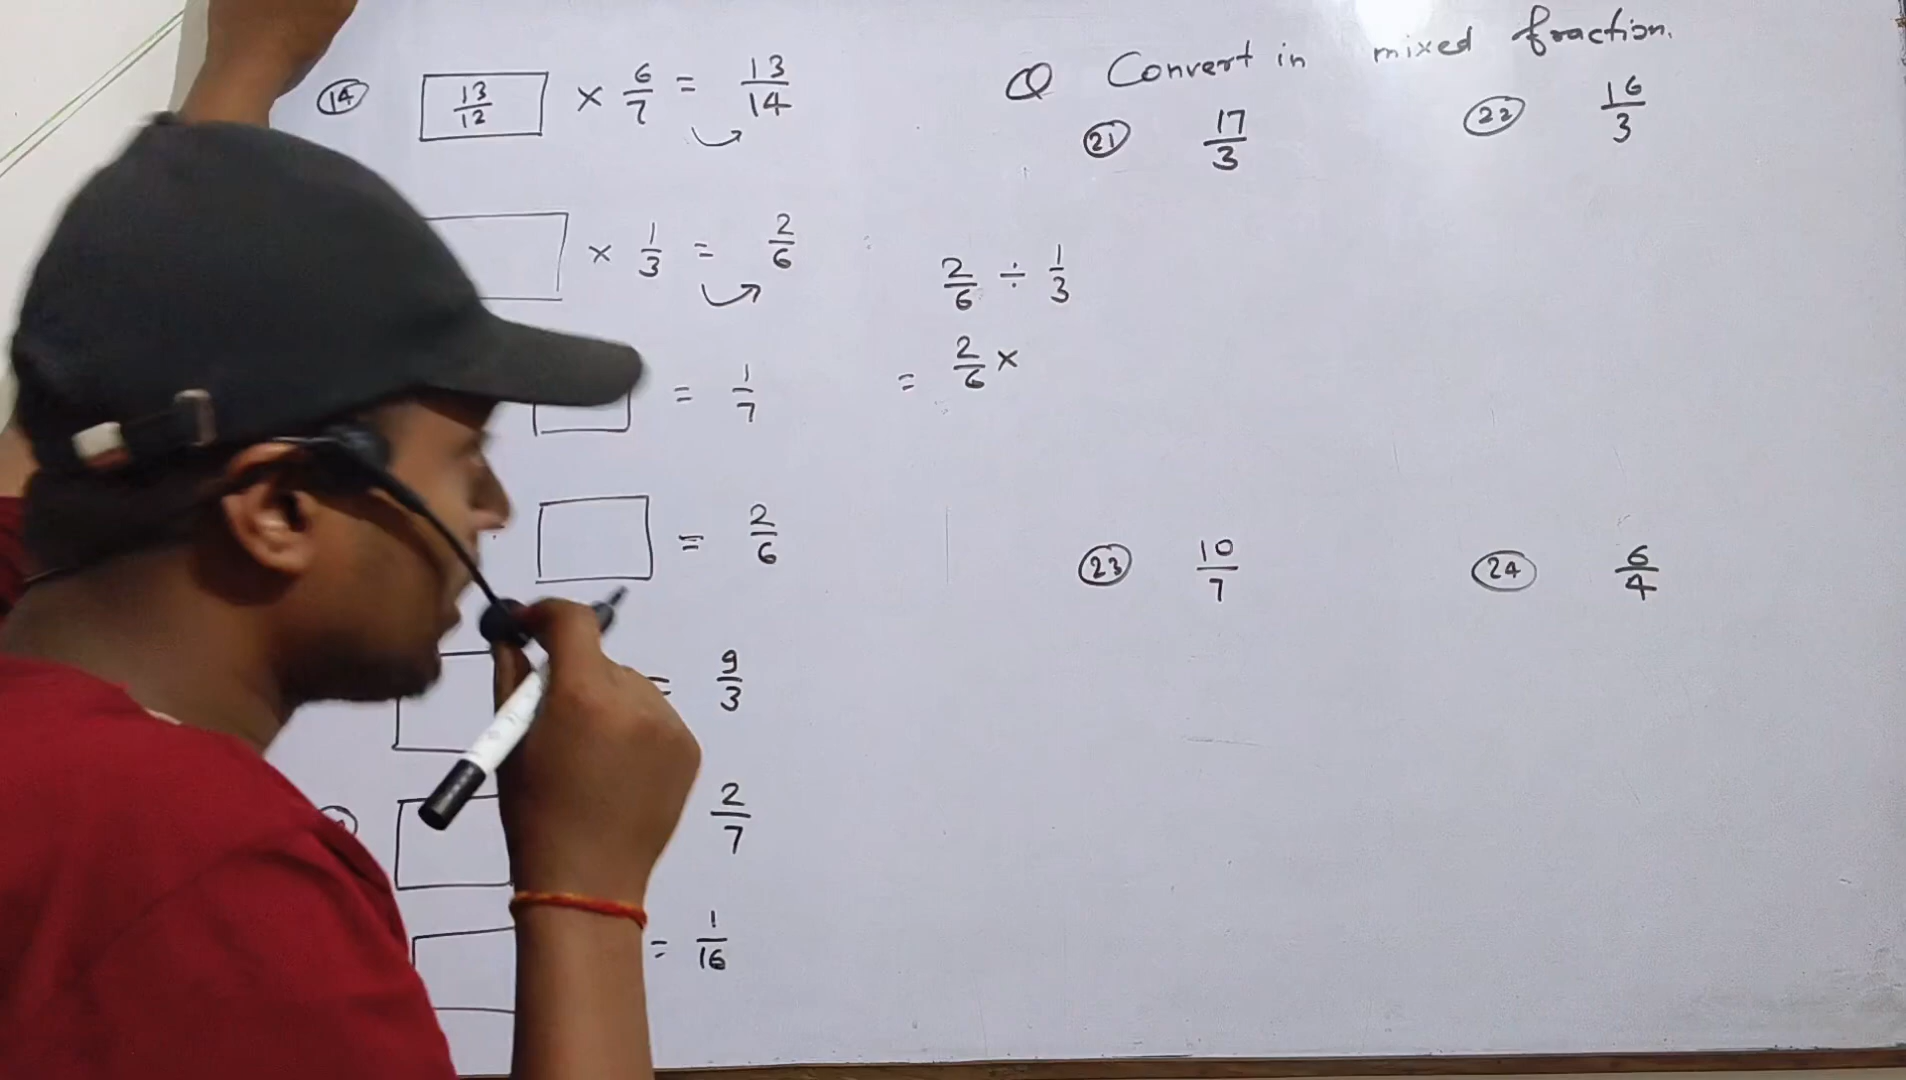 14 13/12 × 6/7 = 13/14
× 1/3 = 2/6
= 1/7
= 2/6
= 9/3
2/7
= 1/16
2/6 ÷ 1/3
= 2/6 ×
Q Convert in mixed fraction.
21 17/3
22 16/3
23 10/7
24 6/4